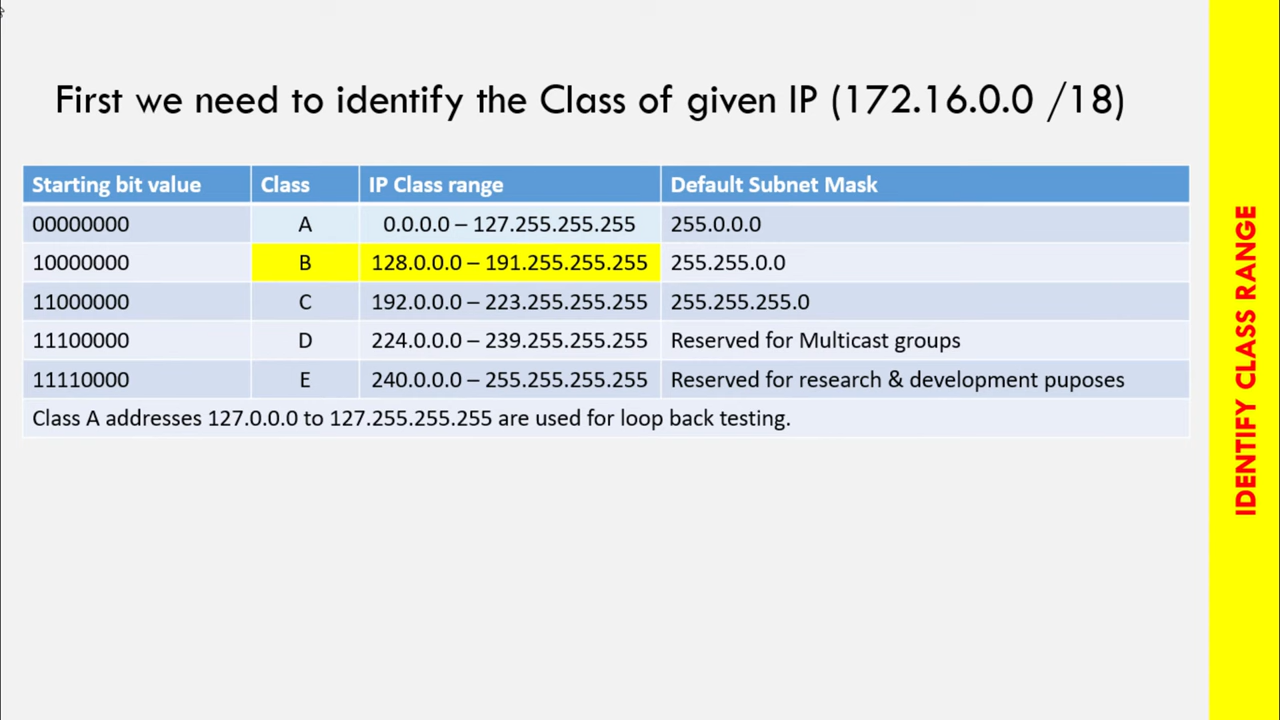 First we need to identify the Class of given IP (172.16.0.0 /18)
Starting bit value Class IP Class range Default Subnet Mask
00000000 A 0.0.0.0 – 127.255.255.255 255.0.0.0
10000000 B 128.0.0.0 – 191.255.255.255 255.255.0.0
11000000 C 192.0.0.0 – 223.255.255.255 255.255.255.0
11100000 D 224.0.0.0 – 239.255.255.255 Reserved for Multicast groups
11110000 E 240.0.0.0 – 255.255.255.255 Reserved for research & development puposes
Class A addresses 127.0.0.0 to 127.255.255.255 are used for loop back testing.
IDENTIFY CLASS RANGE